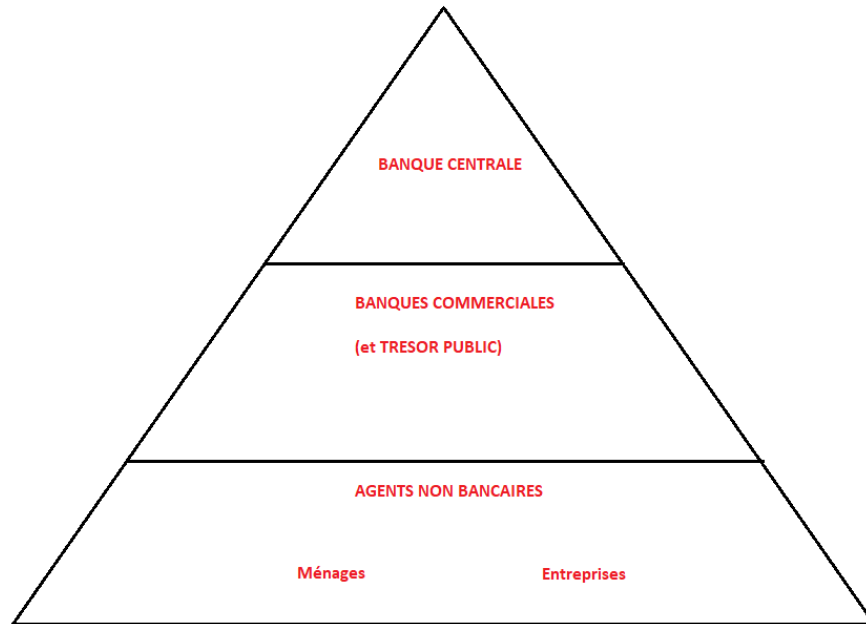 BANQUE CENTRALE
BANQUES COMMERCIALES
(et TRESOR PUBLIC)
AGENTS NON BANCAIRES
Ménages Entreprises